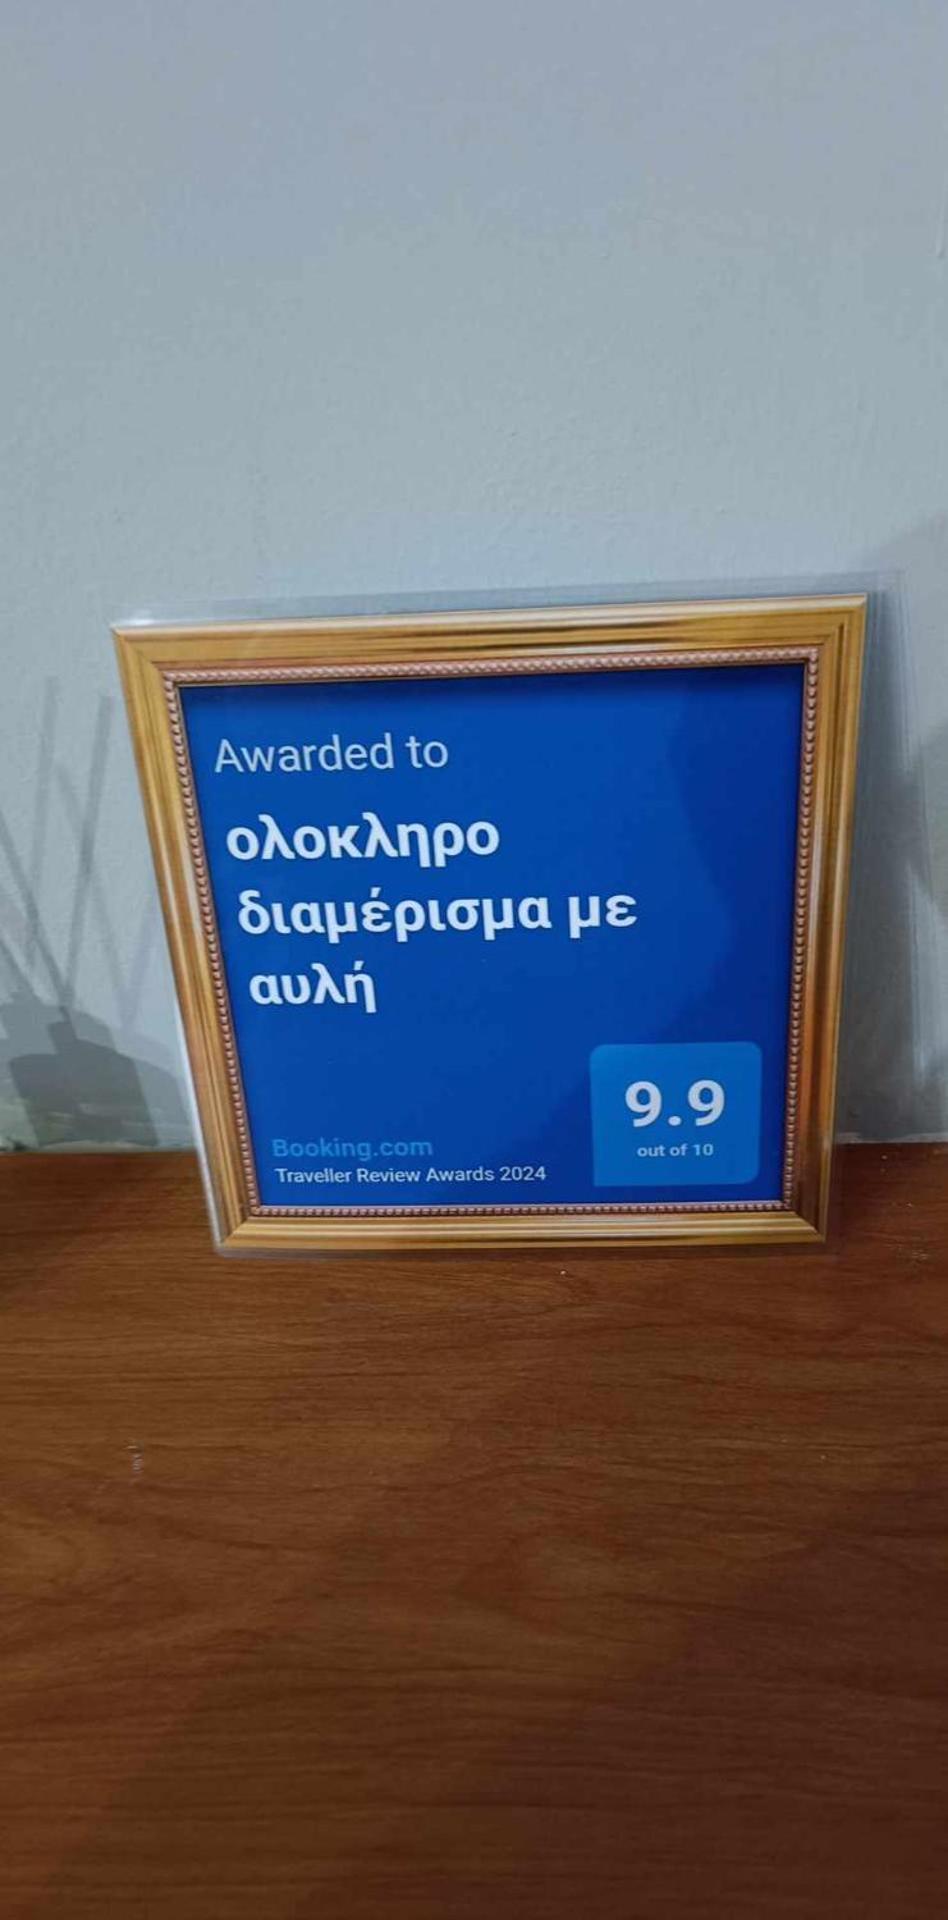 Awarded to
ολοκληρο
διαμέρισμα με
αυλή
9.9
out of 10
Booking.com
Traveller Review Awards 2024